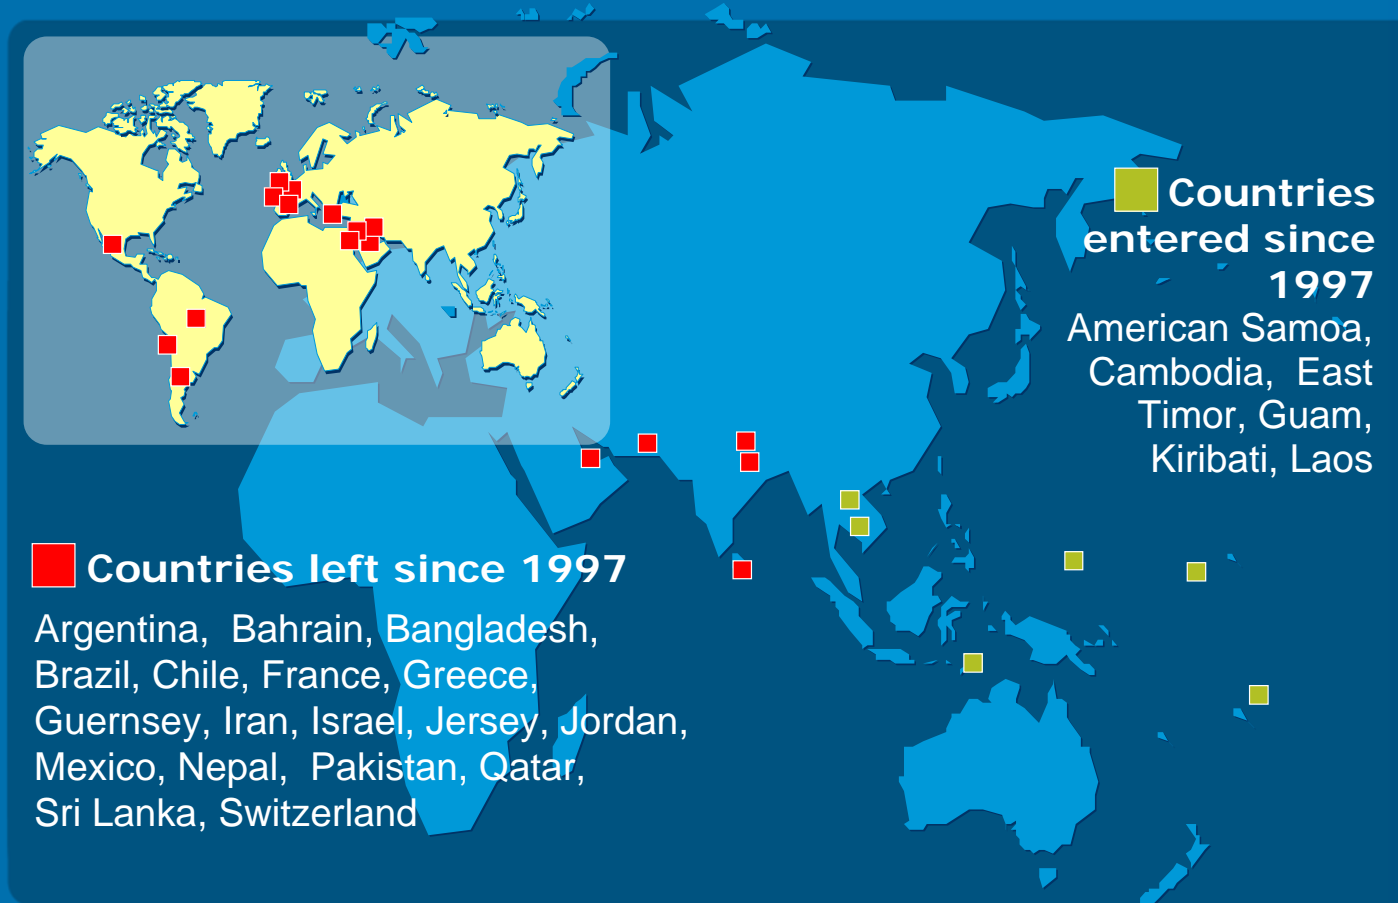 Countries
entered since
1997
American Samoa,
Cambodia,  East
Timor, Guam,
Kiribati, Laos
Countries left since 1997
Argentina,  Bahrain, Bangladesh,
Brazil, Chile, France, Greece,
Guernsey, Iran, Israel, Jersey, Jordan,
Mexico, Nepal,  Pakistan, Qatar,
Sri Lanka, Switzerland